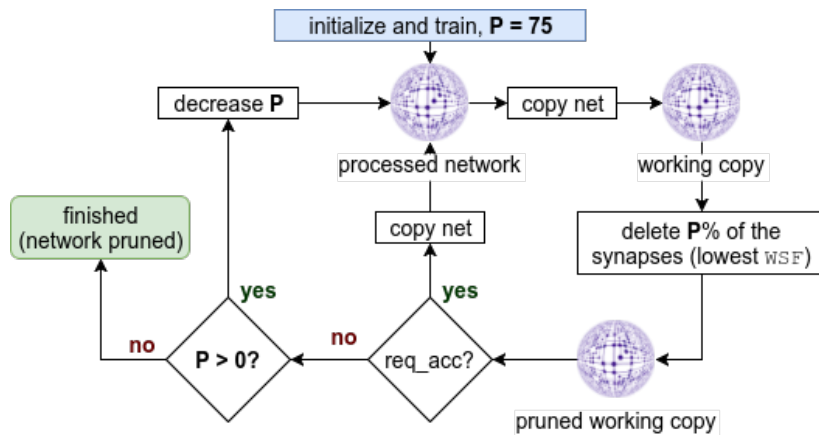 initialize and train, P = 75
decrease P
copy net
processed network
working copy
finished
(network pruned)
copy net
delete P% of the
synapses (lowest WSF)
yes
yes
no
no
P > 0?
req_acc?
pruned working copy